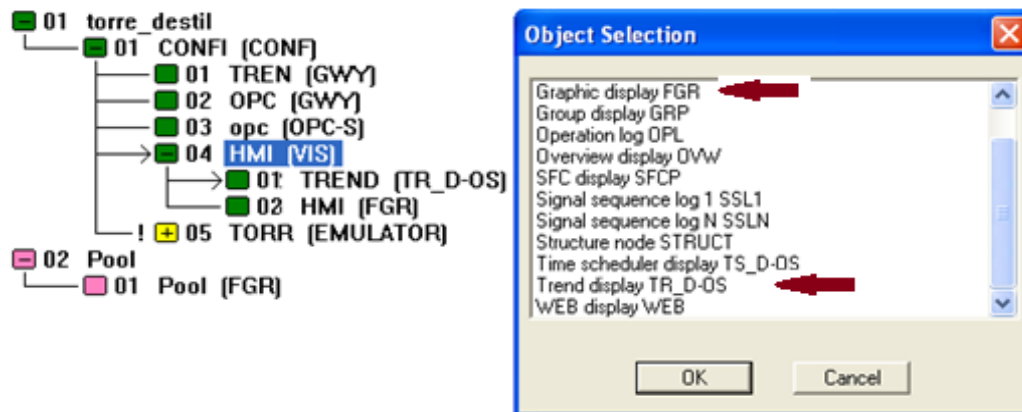 01 torre_destil
01 CONFI (CONF)
01 TREN (GWY)
02 OPC (GWY)
03 opc (OPC-S)
04 HMI (VIS)
01 TREND (TR_D-OS)
02 HMI (FGR)
! + 05 TORR (EMULATOR)
02 Pool
01 Pool (FGR)
Object Selection
Graphic display FGR
Group display GRP
Operation log OPL
Overview display OVW
SFC display SFCP
Signal sequence log 1 SSL1
Signal sequence log N SSLN
Structure node STRUCT
Time scheduler display TS_D-OS
Trend display TR_D-OS
WEB display WEB
OK
Cancel